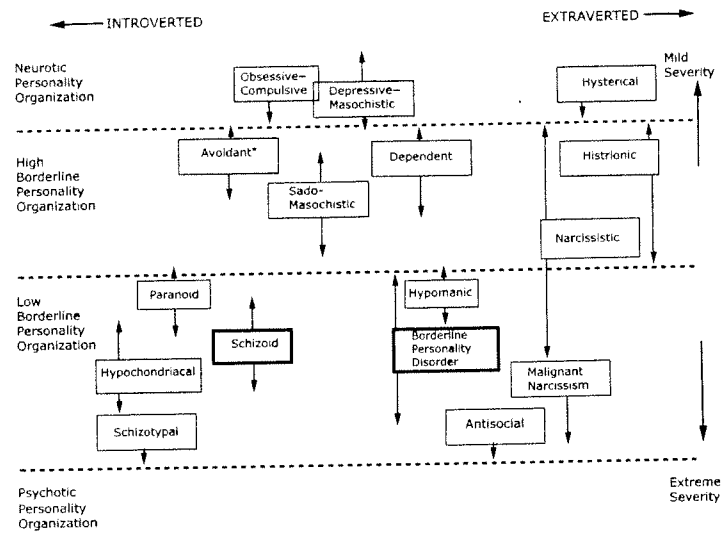 INTROVERTED
EXTRAVERTED
Neurotic
Personality
Organization
Obsessive–
Compulsive
Depressive–
Masochistic
Hysterical
Mild
Severity
High
Borderline
Personality
Organization
Avoidant*
Sado-
Masochistic
Dependent
Histrionic
Narcissistic
Low
Borderline
Personality
Organization
Paranoid
Hypomanic
Schizoid
Borderline
Personality
Disorder
Hypochondriacal
Malignant
Narcissism
Schizotypal
Antisocial
Psychotic
Personality
Organization
Extreme
Severity